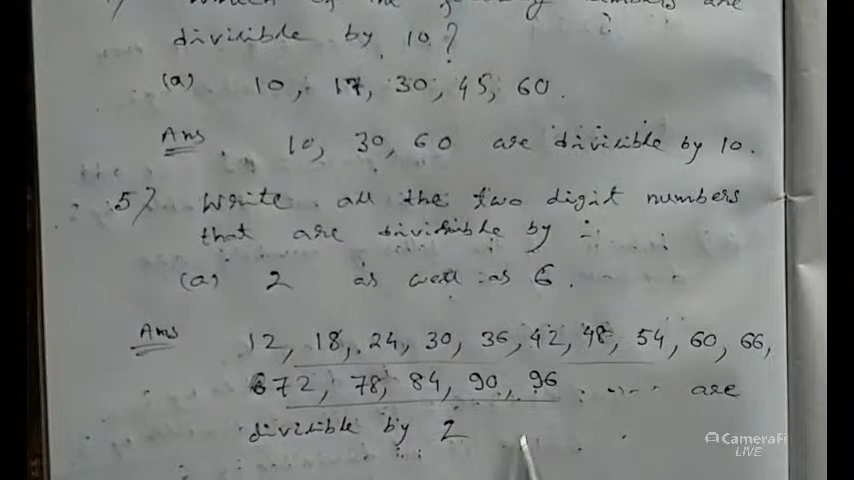 numbers are
divisible by 10?
(a) 10, 17, 30, 45, 60.
Ans 10, 30, 60 are divisible by 10.
5) Write all the two digit numbers
that are divisible by :-
(a) 2 as well as 6.
Ans 12, 18, 24, 30, 36, 42, 48, 54, 60, 66,
72, 78, 84, 90, 96 .... are
divisible by 2
CameraFi
LIVE